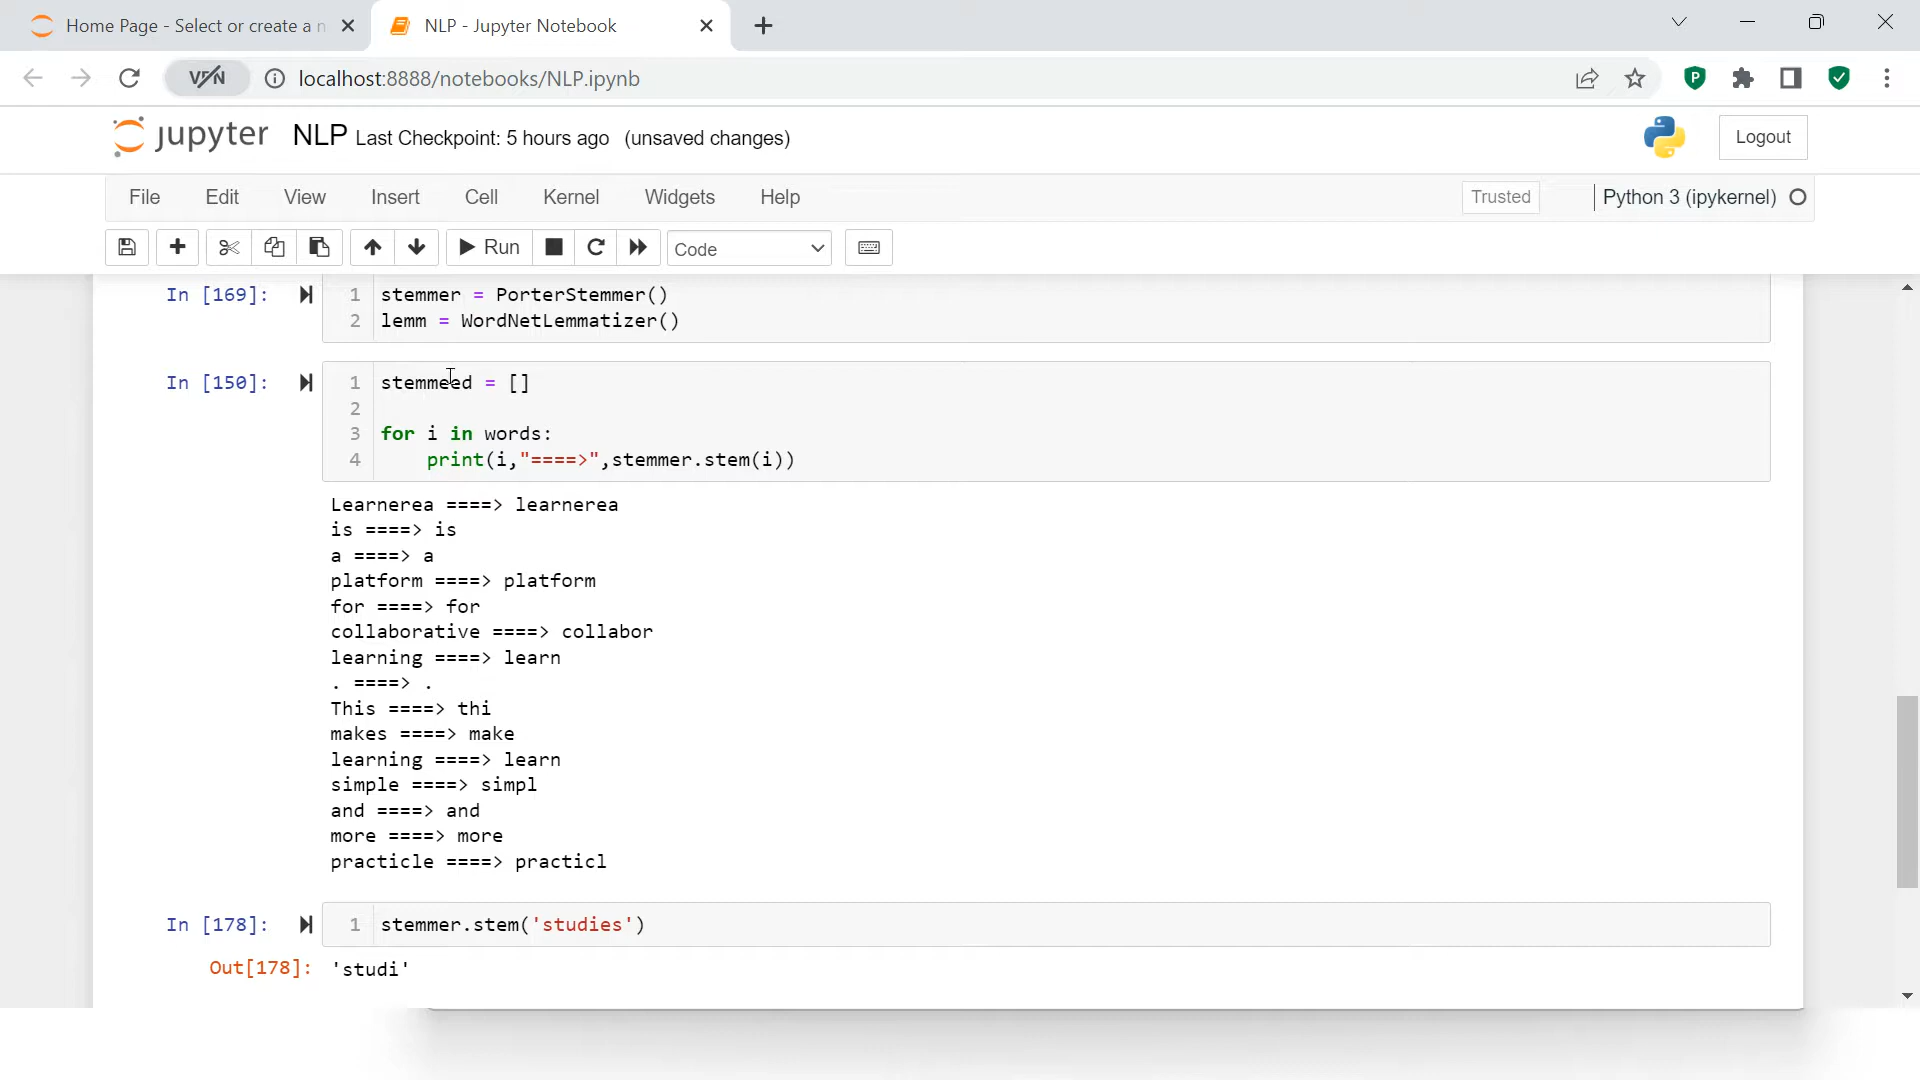 Home Page - Select or create a n
NLP - Jupyter Notebook
VPN
localhost:8888/notebooks/NLP.ipynb
P
jupyter NLP Last Checkpoint: 5 hours ago (unsaved changes)
Logout
File Edit View Insert Cell Kernel Widgets Help
Trusted
Python 3 (ipykernel)
Run
Code
In [169]:
1 stemmer = PorterStemmer()
2 lemm = WordNetLemmatizer()
In [150]:
1 stemmeed = []
2
3 for i in words:
4 print(i,"====>",stemmer.stem(i))
Learnerea ====> learnerea
is ====> is
a ====> a
platform ====> platform
for ====> for
collaborative ====> collabor
learning ====> learn
. ====> .
This ====> thi
makes ====> make
learning ====> learn
simple ====> simpl
and ====> and
more ====> more
practicle ====> practicl
In [178]:
1 stemmer.stem('studies')
Out[178]: 'studi'